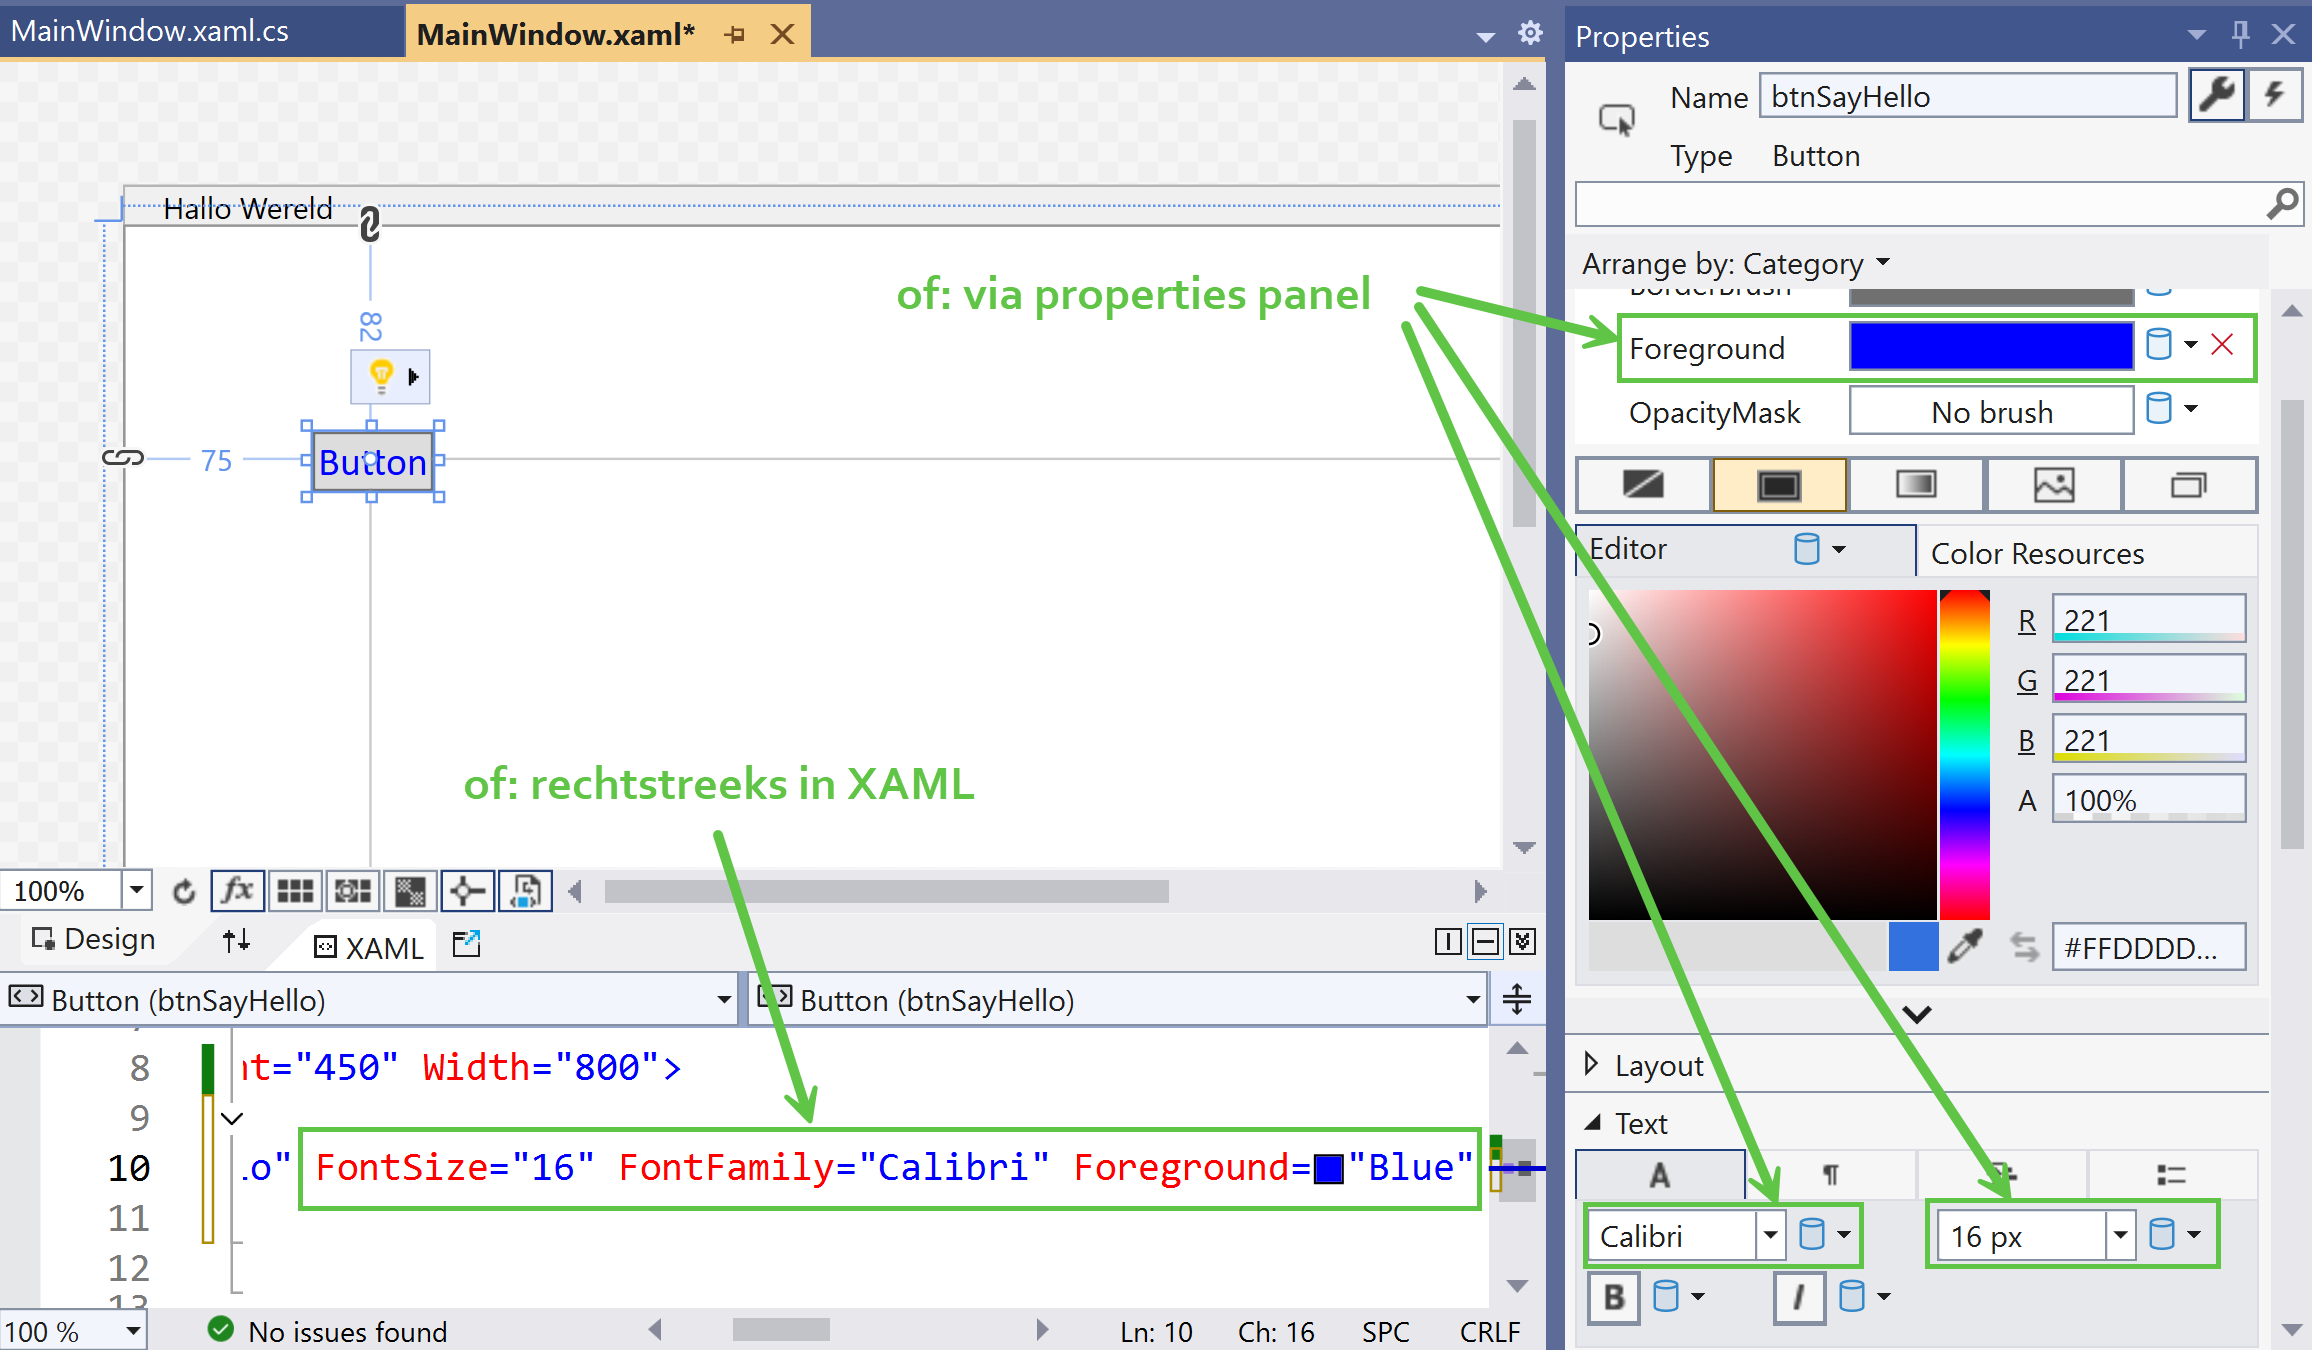 MainWindow.xaml.cs
MainWindow.xaml*
Hallo Wereld
82
75
Button
of: via properties panel
of: rechtstreeks in XAML
100%
fx
Design
XAML
Button (btnSayHello)
Button (btnSayHello)
8
nt="450" Width="800">
9
10
lo" FontSize="16" FontFamily="Calibri" Foreground="Blue"
11
12
13
100 %
No issues found
Ln: 10
Ch: 16
SPC
CRLF
Properties
Name
btnSayHello
Type
Button
Arrange by: Category
BorderBrush
Foreground
OpacityMask
No brush
Editor
Color Resources
R
221
G
221
B
221
A
100%
#FFDDDD...
Layout
Text
A
¶
Calibri
16 px
B
I